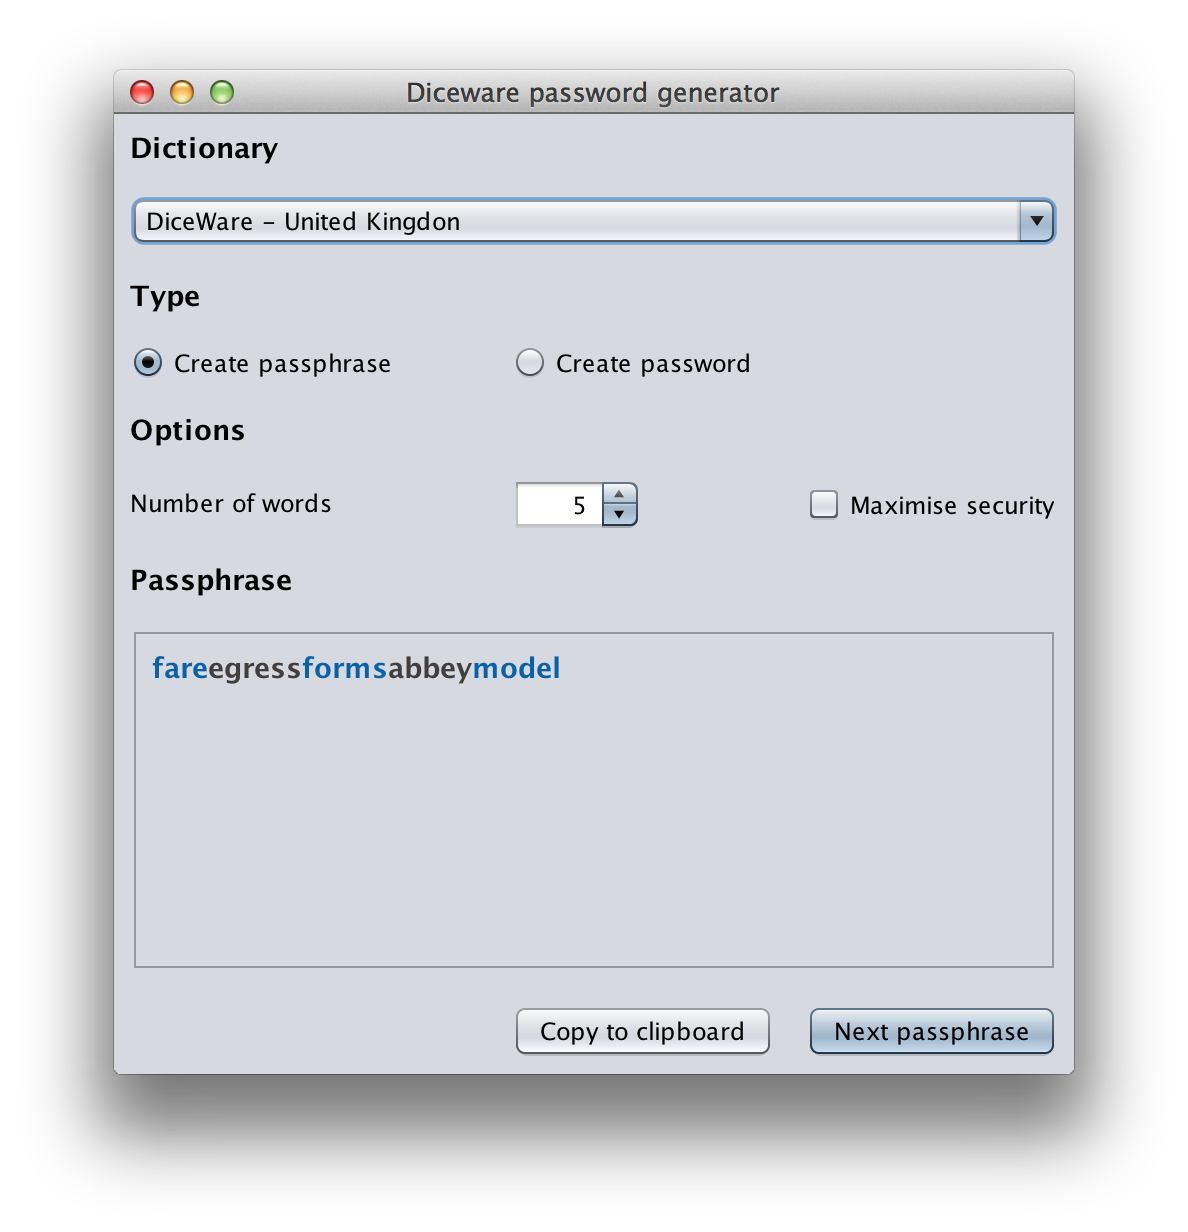 Diceware password generator
Dictionary
DiceWare – United Kingdon
Type
Create passphrase Create password
Options
Number of words 5 Maximise security
Passphrase
fareegressformsabbeymodel
Copy to clipboard Next passphrase